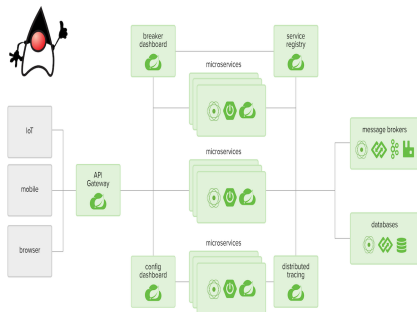 breaker
dashboard
service
registry
microservices
IoT
mobile
browser
API
Gateway
microservices
message brokers
databases
microservices
config
dashboard
distributed
tracing